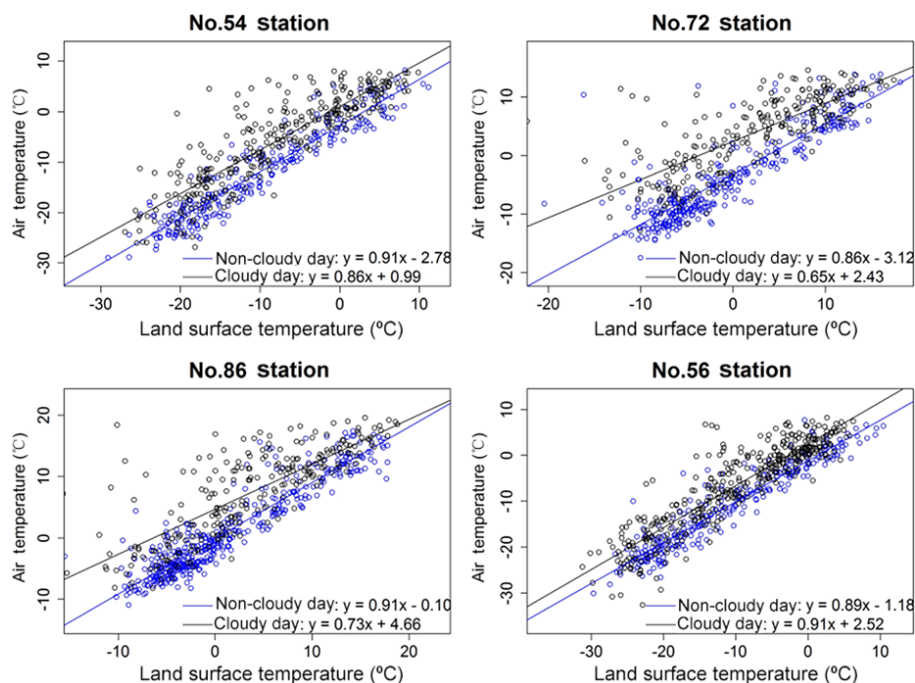 No.54 Station
Air temperature (℃)
10
0
-10
-20
-30
Non-cloudy day: y = 0.91x - 2.78
Cloudy day: y = 0.86x + 0.99
-30 -20 -10 0 10
Land surface temperature (ºC)
No.72 Station
Air temperature (℃)
10
0
-10
-20
Non-cloudy day: y = 0.86x - 3.12
Cloudy day: y = 0.65x + 2.43
-20 -10 0 10
Land surface temperature (ºC)
No.86 Station
Air temperature (℃)
20
10
0
-10
Non-cloudy day: y = 0.91x - 0.10
Cloudy day: y = 0.73x + 4.66
-10 0 10 20
Land surface temperature (ºC)
No.56 Station
Air temperature (℃)
10
0
-10
-20
-30
Non-cloudy day: y = 0.89x - 1.18
Cloudy day: y = 0.91x + 2.52
-30 -20 -10 0 10
Land surface temperature (ºC)